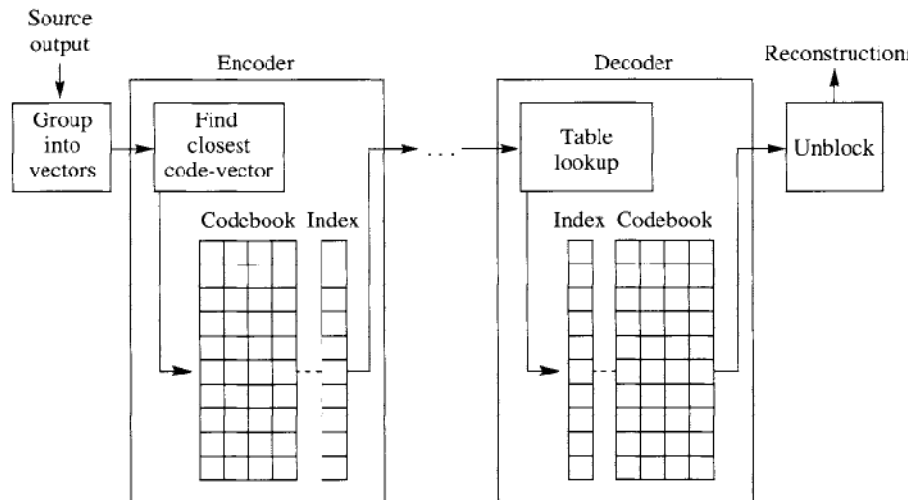 Source
output
Encoder
Decoder
Reconstruction
Group
into
vectors
Find
closest
code-vector
. . .
Table
lookup
Unblock
Codebook Index
Index Codebook